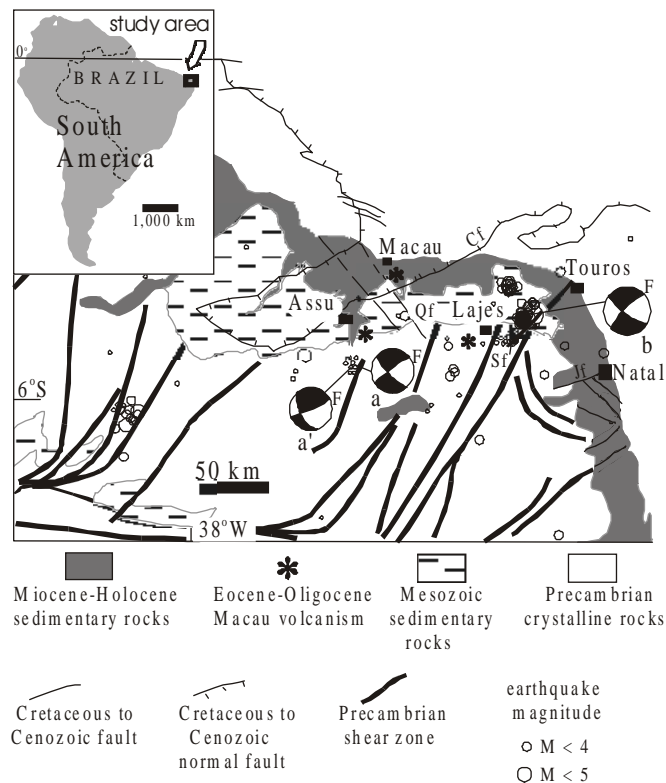 study area
0°
BRAZIL
South
America
1,000 km
Cf
Macau
Touros
F
Assu
Qf
Laje's
b
F
Sf
6°S
F
a
Jf
Natal
a'
50 km
38°W
Miocene-Holocene
sedimentary rocks
Eocene-Oligocene
Macau volcanism
Mesozoic
sedimentary
rocks
Precambrian
crystalline rocks
Cretaceous to
Cenozoic fault
Cretaceous to
Cenozoic
normal fault
Precambrian
shear zone
earthquake
magnitude
M < 4
M < 5